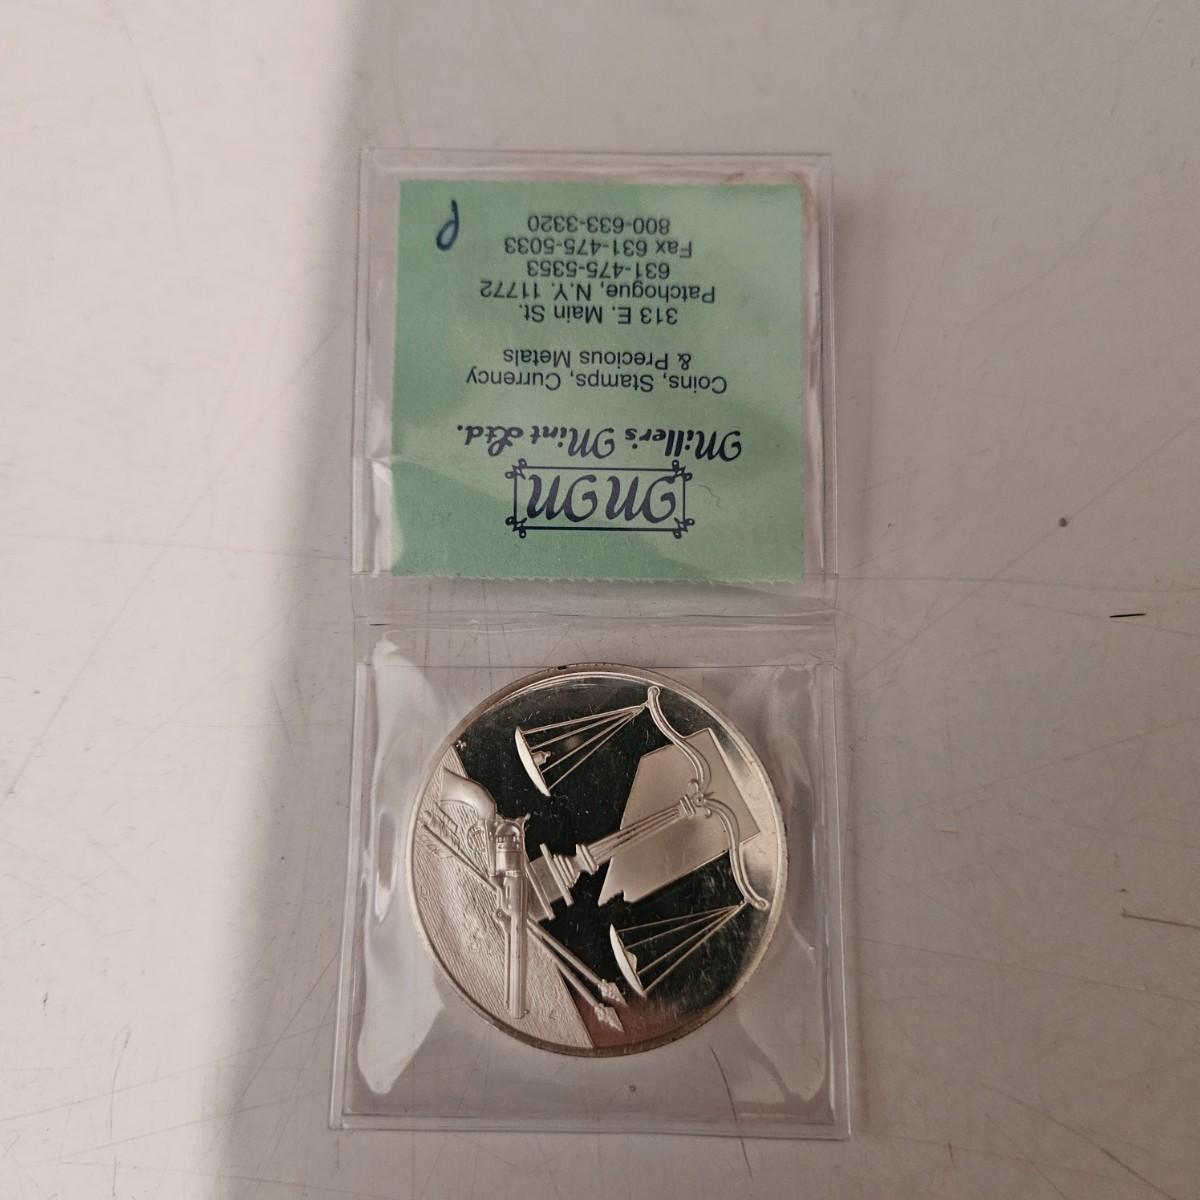 MM
Miller's Mint Ltd.
Coins, Stamps, Currency
& Precious Metals
313 E. Main St.
Patchogue, N.Y. 11772
631-475-5353
Fax 631-475-5033
800-633-3320